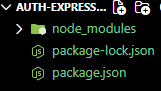 AUTH-EXPRESS...
node_modules
package-lock.json
package.json